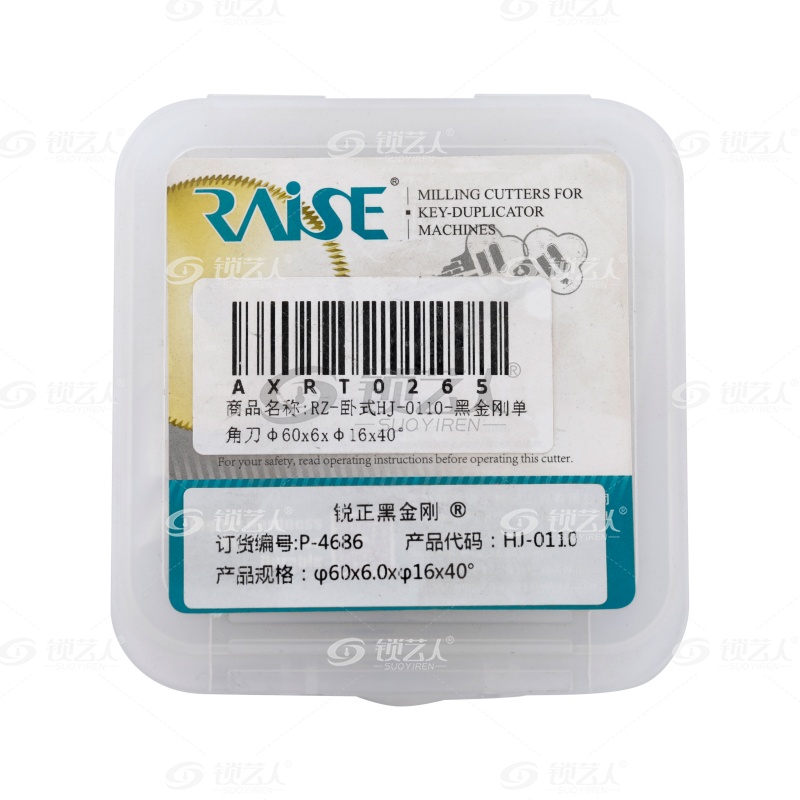 RAISE®
MILLING CUTTERS FOR
KEY-DUPLICATOR
MACHINES
AXRT0265
商品名称:RZ-卧式HJ-0110-黑金刚单
角刀Φ60x6xΦ16x40°
For your safety, read operating instructions before operating this cutter.
锐正黑金刚 ®
订货编号:P-4686 产品代码：HJ-0110
产品规格：φ60x6.0xφ16x40°
锁艺人®
SUOYIREN